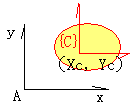 y
{C}
(Xc, Yc)
A
x